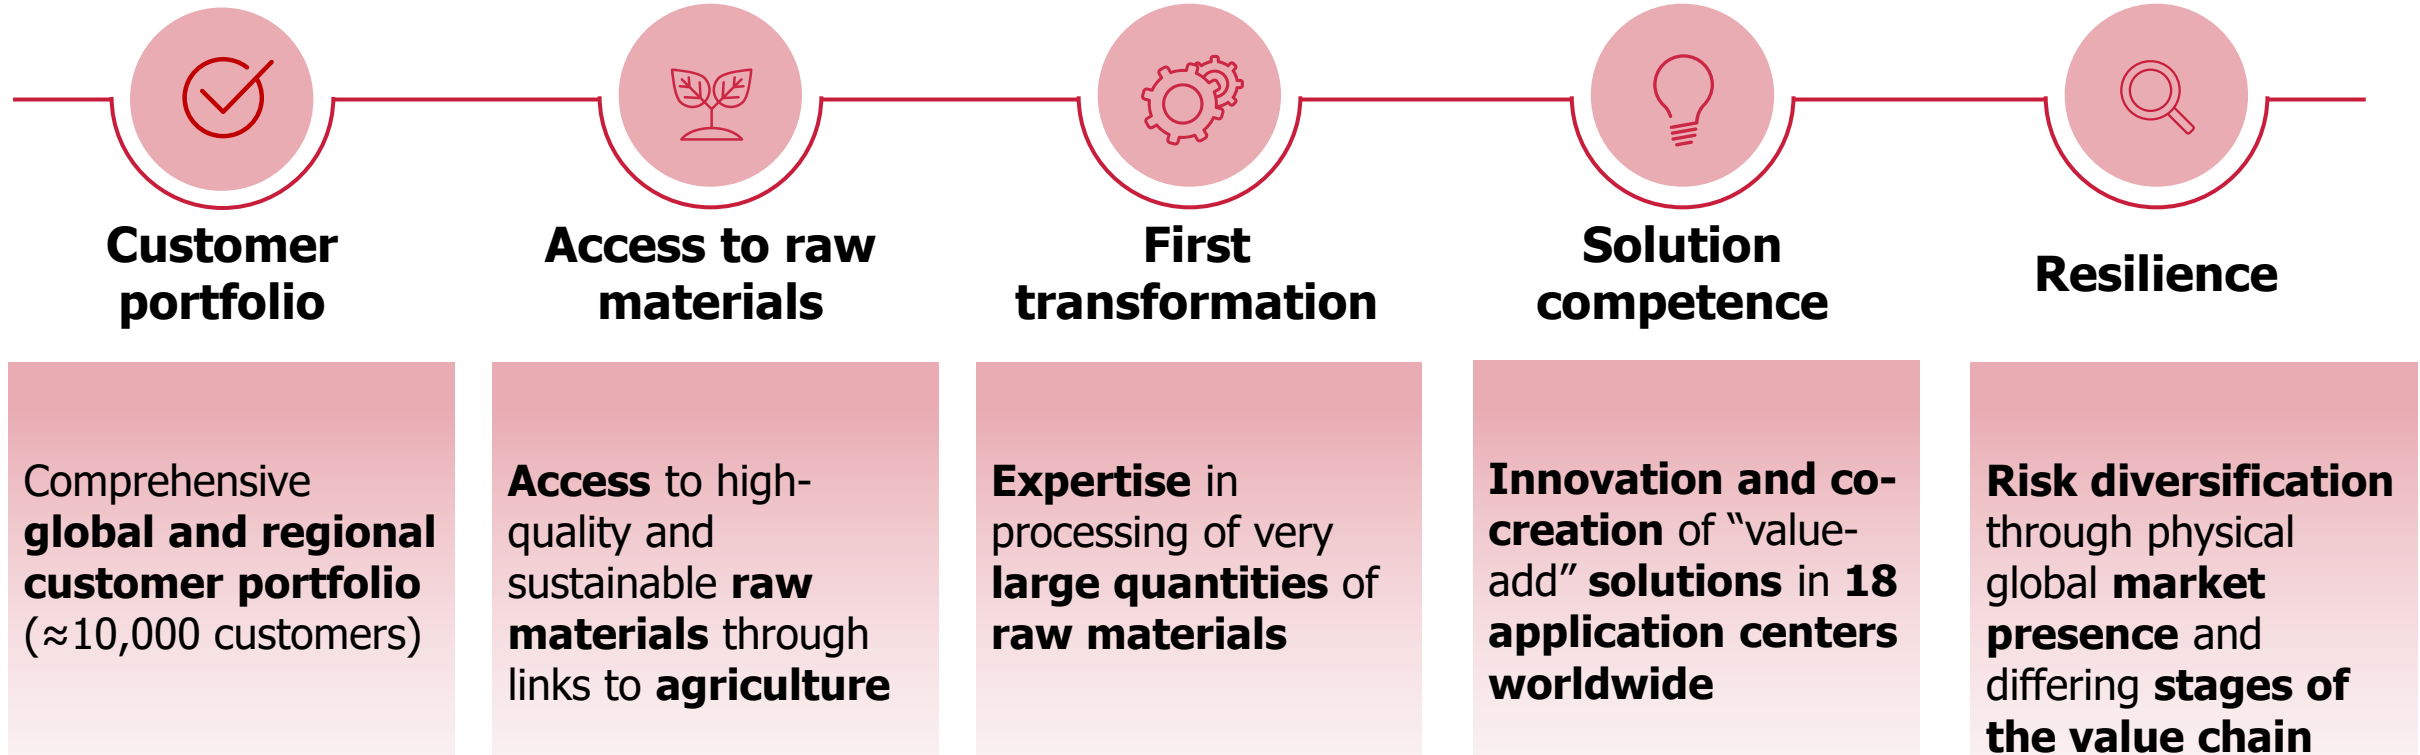 Customer
portfolio
Access to raw
materials
First
transformation
Solution
competence
Resilience
Comprehensive
global and regional
customer portfolio
(≈10,000 customers)
Access to high-
quality and
sustainable raw
materials through
links to agriculture
Expertise in
processing of very
large quantities of
raw materials
Innovation and co-
creation of “value-
add” solutions in 18
application centers
worldwide
Risk diversification
through physical
global market
presence and
differing stages of
the value chain